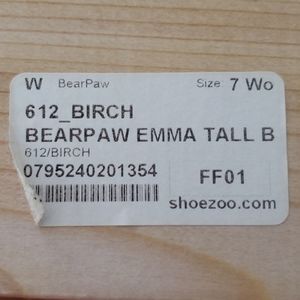 W BearPaw Size 7 Wo
612_BIRCH
BEARPAW EMMA TALL B
612/BIRCH
0795240201354
FF01
shoezoo.com